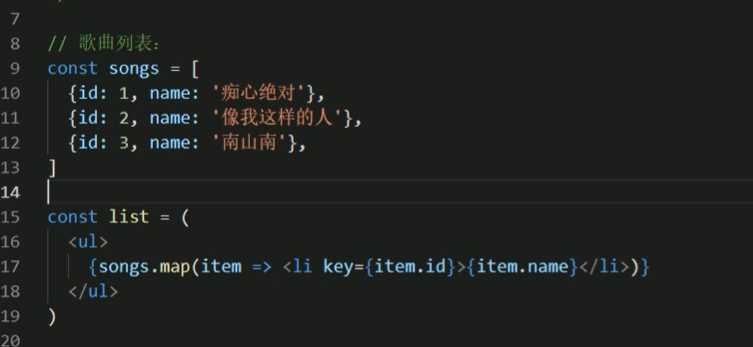 7
8 // 歌曲列表:
9 const songs = [
10 {id: 1, name: '痴心绝对'},
11 {id: 2, name: '像我这样的人'},
12 {id: 3, name: '南山南'},
13 ]
14
15 const list = (
16 <ul>
17 {songs.map(item => <li key={item.id}>{item.name}</li>)}
18 </ul>
19 )
20